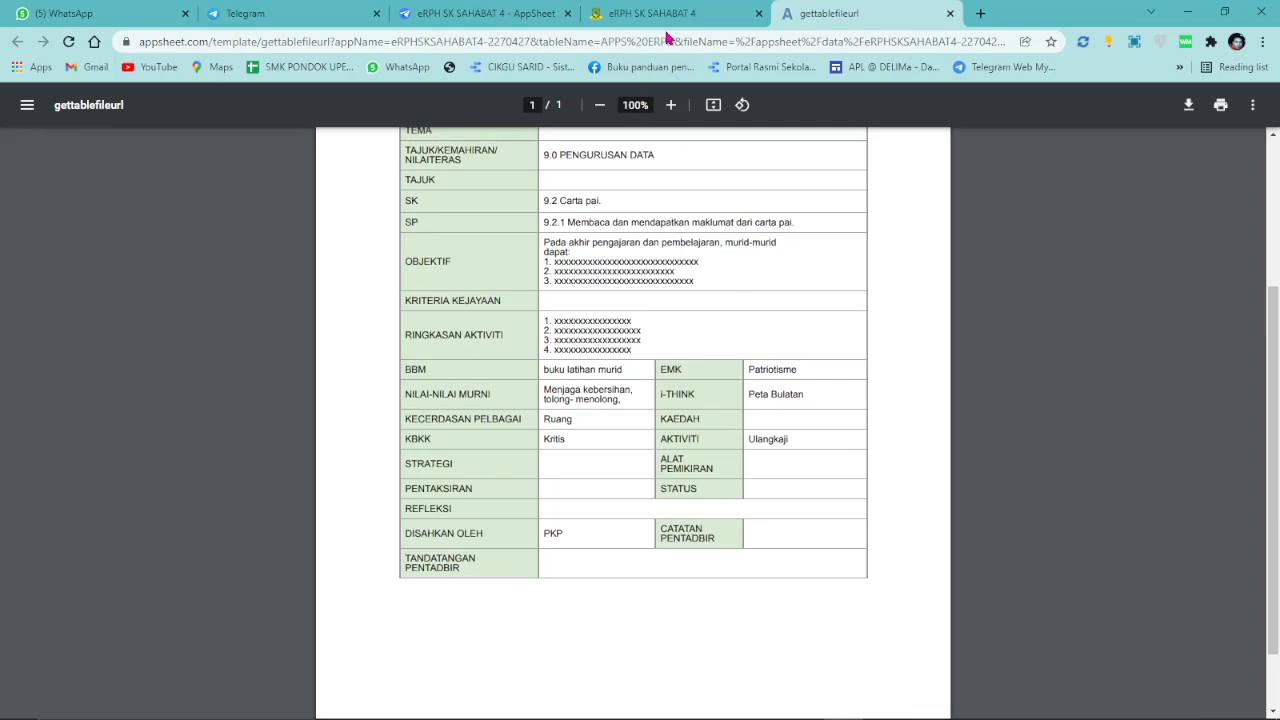 (5) WhatsApp
Telegram
eRPH SK SAHABAT 4 - AppSheet
eRPH SK SAHABAT 4
gettablefileurl
appsheet.com/template/gettablefileurl?appName=eRPHSKSAHABAT4-2270427&tableName=APPS%20ERP &fileName=%2Fappsheet%2Fdata%2FeRPHSKSAHABAT4-227042...
Apps
Gmail
YouTube
Maps
SMK PONDOK UPE...
WhatsApp
CIKGU SARID - Sist...
Buku panduan pen...
Portal Rasmi Sekola...
APL @ DELIMa - Da...
Telegram Web My...
»
Reading list
gettablefileurl
1 / 1
100%
TEMA
TAJUK/KEMAHIRAN/
NILAITERAS
9.0 PENGURUSAN DATA
TAJUK
SK
9.2 Carta pai.
SP
9.2.1 Membaca dan mendapatkan maklumat dari carta pai.
OBJEKTIF
Pada akhir pengajaran dan pembelajaran, murid-murid
dapat:
1. xxxxxxxxxxxxxxxxxxxxxxxxxxxxxx
2. xxxxxxxxxxxxxxxxxxxxxxxxx
3. xxxxxxxxxxxxxxxxxxxxxxxxxxxxx
KRITERIA KEJAYAAN
RINGKASAN AKTIVITI
1. xxxxxxxxxxxxxxxx
2. xxxxxxxxxxxxxxxxxx
3. xxxxxxxxxxxxxxxxxx
4. xxxxxxxxxxxxxxxx
BBM
buku latihan murid
EMK
Patriotisme
NILAI-NILAI MURNI
Menjaga kebersihan,
tolong- menolong,
i-THINK
Peta Bulatan
KECERDASAN PELBAGAI
Ruang
KAEDAH
KBKK
Kritis
AKTIVITI
Ulangkaji
STRATEGI
ALAT
PEMIKIRAN
PENTAKSIRAN
STATUS
REFLEKSI
DISAHKAN OLEH
PKP
CATATAN
PENTADBIR
TANDATANGAN
PENTADBIR